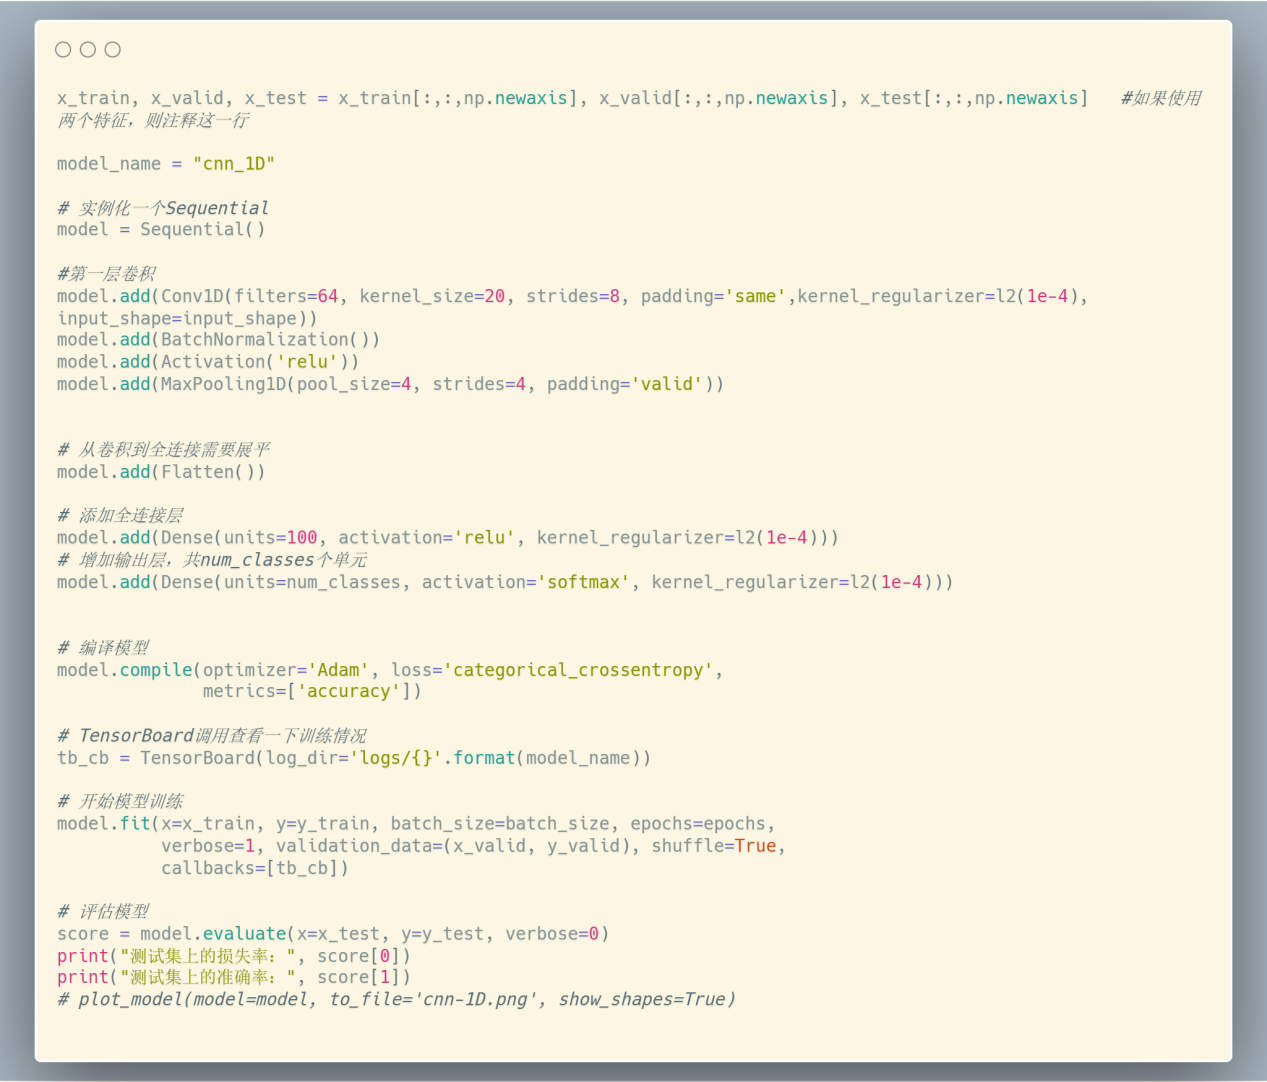 x_train, x_valid, x_test = x_train[:,:,np.newaxis], x_valid[:,:,np.newaxis], x_test[:,:,np.newaxis]   #如果使用
两个特征，则注释这一行
model_name = "cnn_1D"
# 实例化一个Sequential
model = Sequential()
#第一层卷积
model.add(Conv1D(filters=64, kernel_size=20, strides=8, padding='same',kernel_regularizer=l2(1e-4),
input_shape=input_shape))
model.add(BatchNormalization())
model.add(Activation('relu'))
model.add(MaxPooling1D(pool_size=4, strides=4, padding='valid'))
# 从卷积到全连接需要展平
model.add(Flatten())
# 添加全连接层
model.add(Dense(units=100, activation='relu', kernel_regularizer=l2(1e-4)))
# 增加输出层，共num_classes个单元
model.add(Dense(units=num_classes, activation='softmax', kernel_regularizer=l2(1e-4)))
# 编译模型
model.compile(optimizer='Adam', loss='categorical_crossentropy',
              metrics=['accuracy'])
# TensorBoard调用查看一下训练情况
tb_cb = TensorBoard(log_dir='logs/{}'.format(model_name))
# 开始模型训练
model.fit(x=x_train, y=y_train, batch_size=batch_size, epochs=epochs,
          verbose=1, validation_data=(x_valid, y_valid), shuffle=True,
          callbacks=[tb_cb])
# 评估模型
score = model.evaluate(x=x_test, y=y_test, verbose=0)
print("测试集上的损失率：", score[0])
print("测试集上的准确率：", score[1])
# plot_model(model=model, to_file='cnn-1D.png', show_shapes=True)